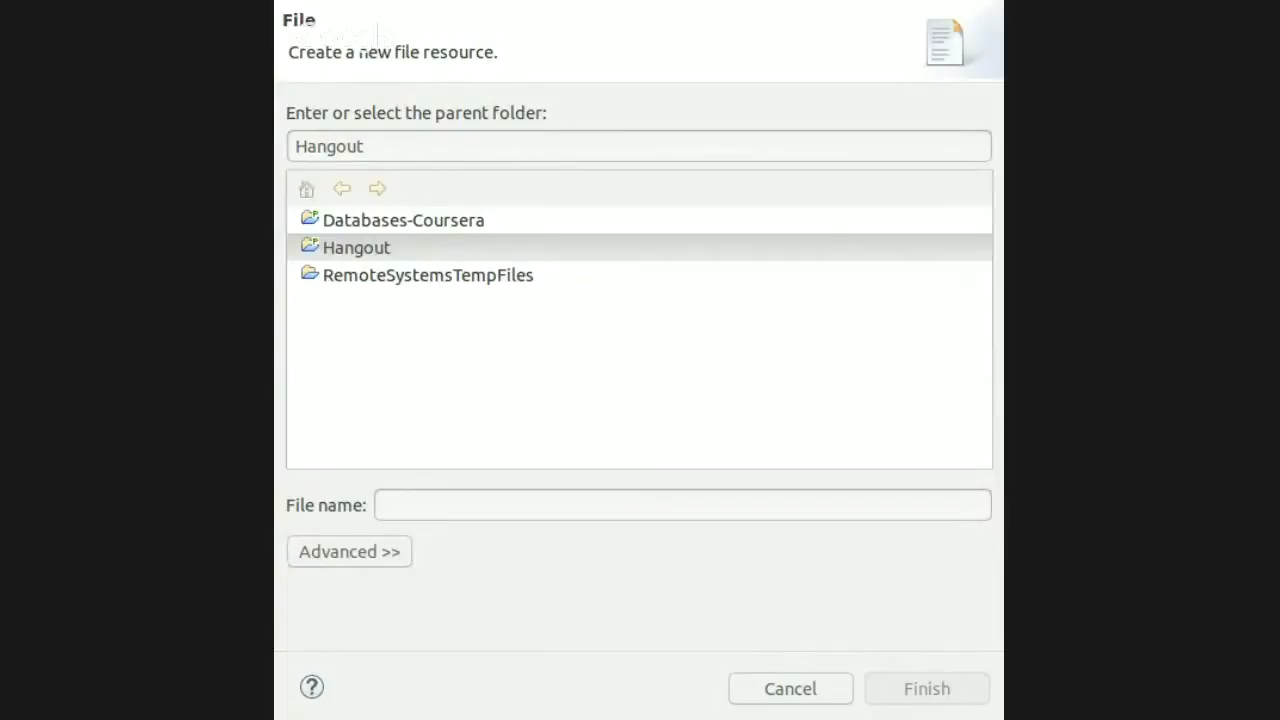 File
Create a new file resource.
Enter or select the parent folder:
Hangout
Databases-Coursera
Hangout
RemoteSystemsTempFiles
File name:
Advanced >>
?
Cancel
Finish